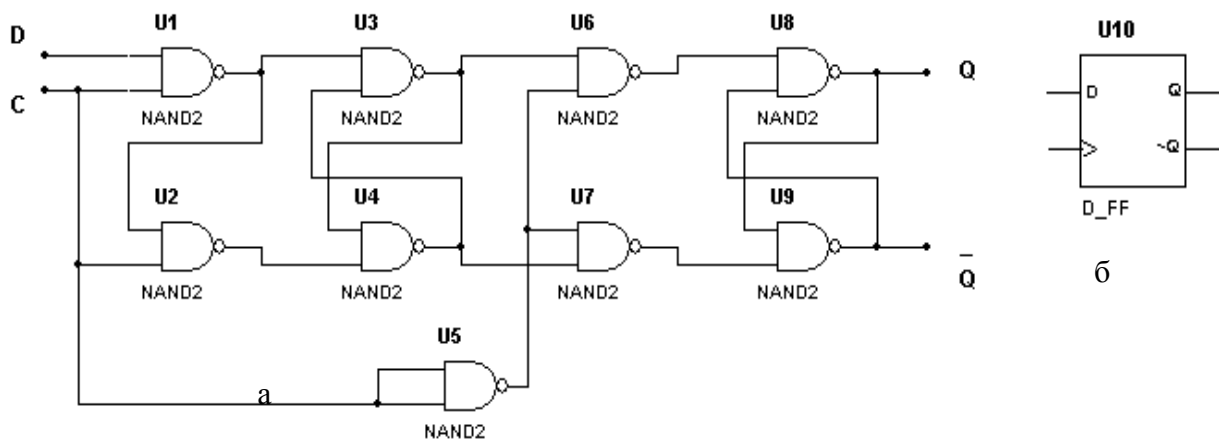 U1 U3 U6 U8 U10
D
C
Q
D Q
~Q
NAND2 NAND2 NAND2 NAND2
U2 U4 U7 U9
D_FF
Q̅
б
NAND2 NAND2 NAND2 NAND2
U5
а
NAND2